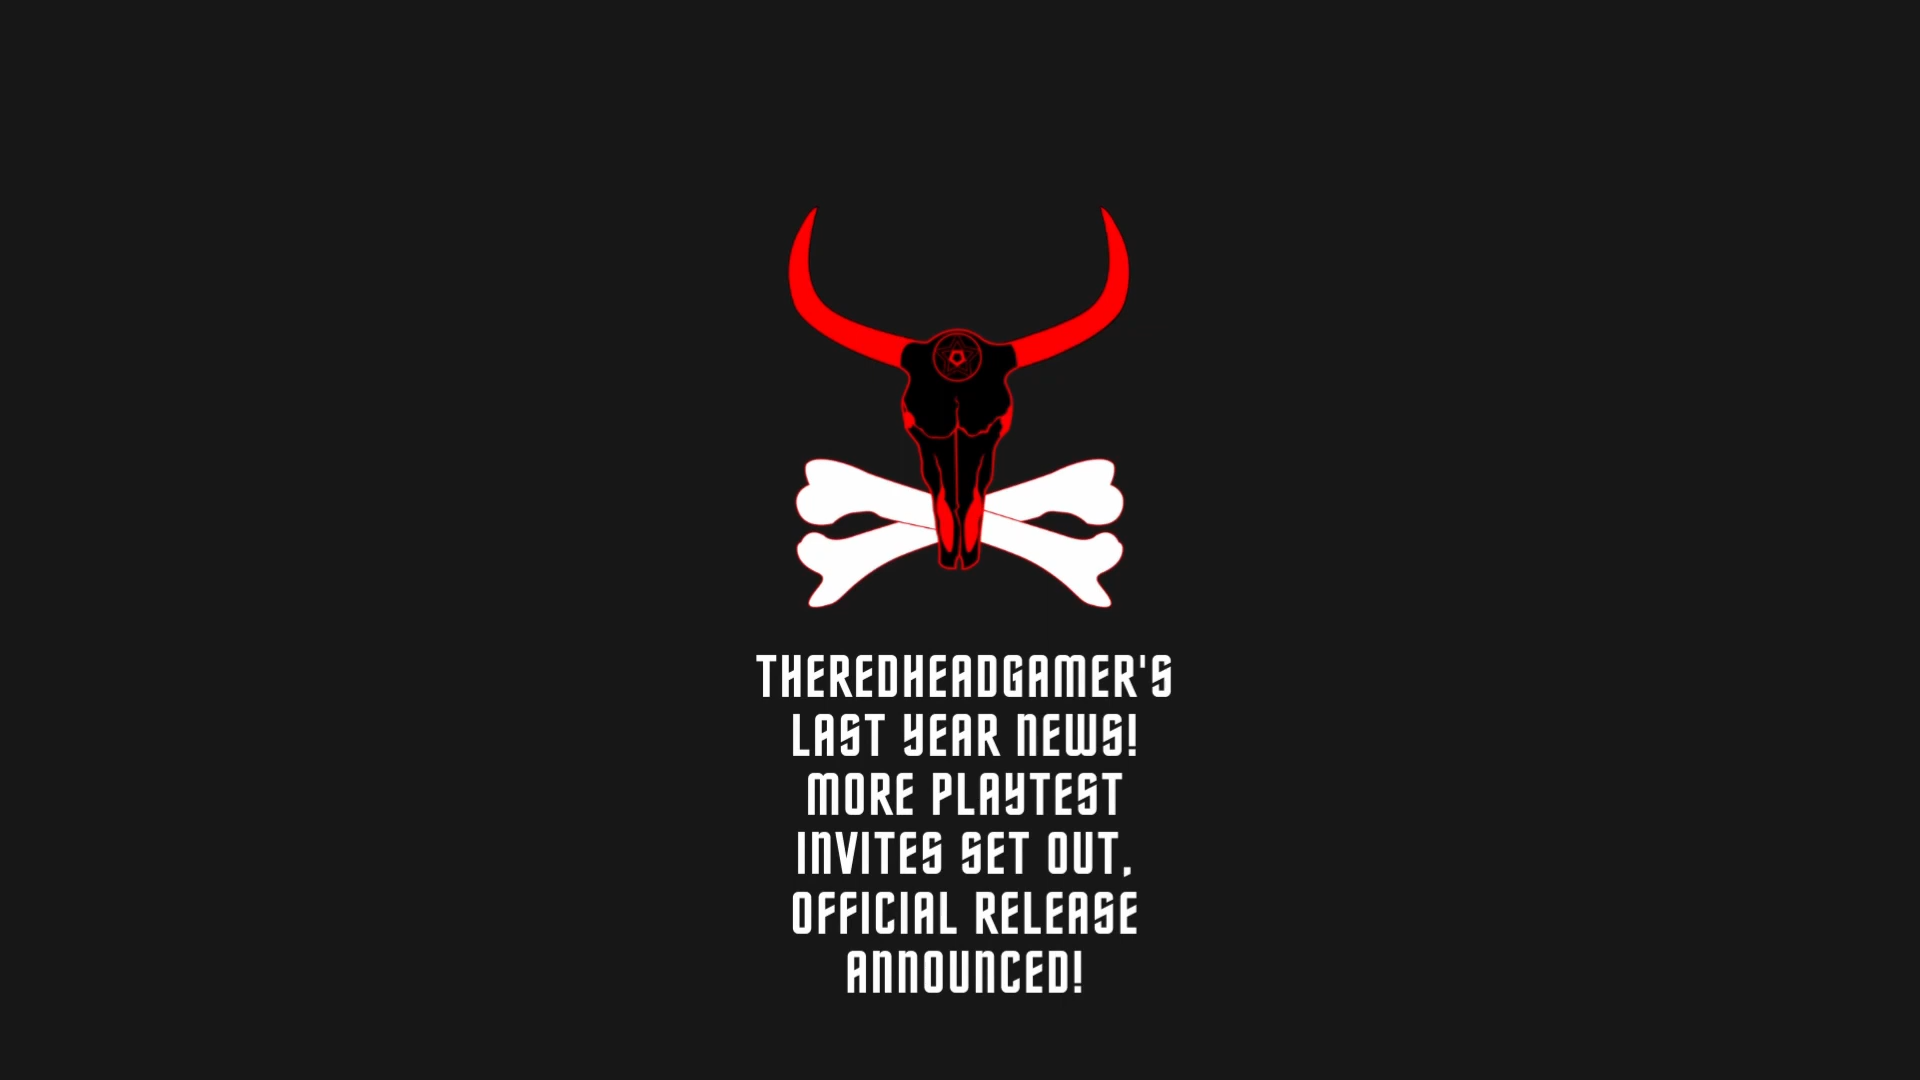 THEREDHEADGAMER'S
LAST YEAR NEWS!
MORE PLAYTEST
INVITES SET OUT,
OFFICIAL RELEASE
ANNOUNCED!